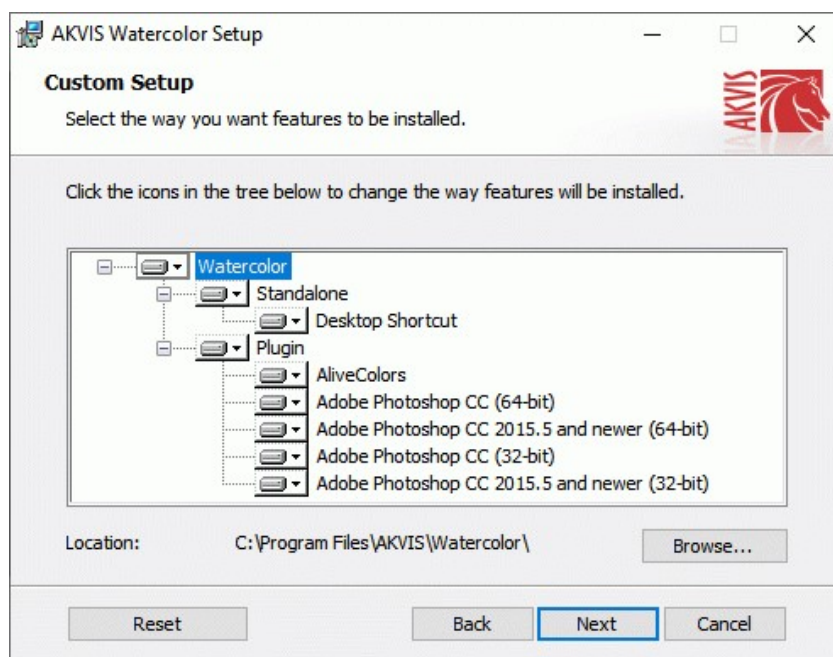 AKVIS Watercolor Setup
Custom Setup
Select the way you want features to be installed.
AKVIS
Click the icons in the tree below to change the way features will be installed.
Watercolor
Standalone
Desktop Shortcut
Plugin
AliveColors
Adobe Photoshop CC (64-bit)
Adobe Photoshop CC 2015.5 and newer (64-bit)
Adobe Photoshop CC (32-bit)
Adobe Photoshop CC 2015.5 and newer (32-bit)
Location: C:\Program Files\AKVIS\Watercolor\ Browse...
Reset Back Next Cancel